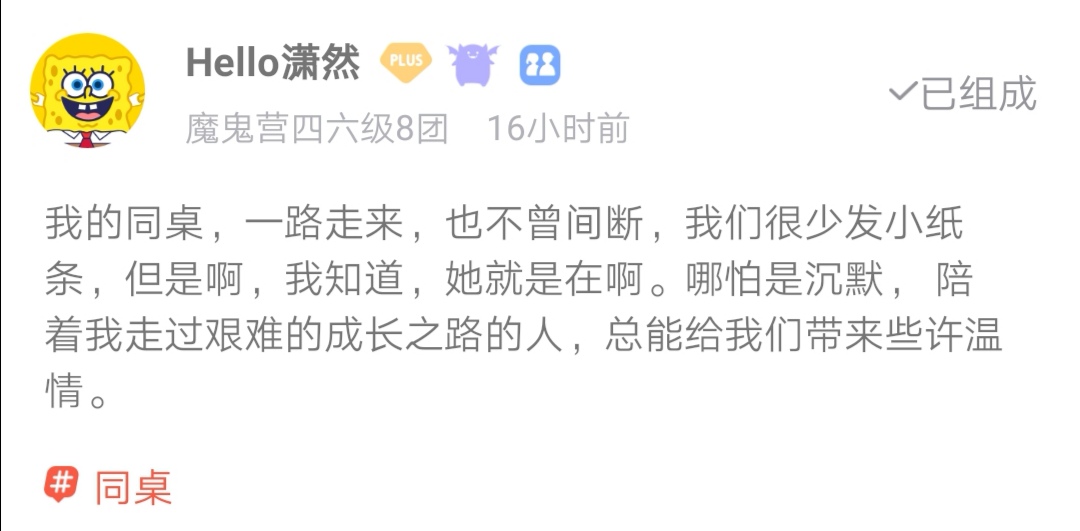 Hello潇然 PLUS
魔鬼营四六级8团 16小时前
已组成
我的同桌，一路走来，也不曾间断，我们很少发小纸
条，但是啊，我知道，她就是在啊。哪怕是沉默， 陪
着我走过艰难的成长之路的人，总能给我们带来些许温
情。
# 同桌